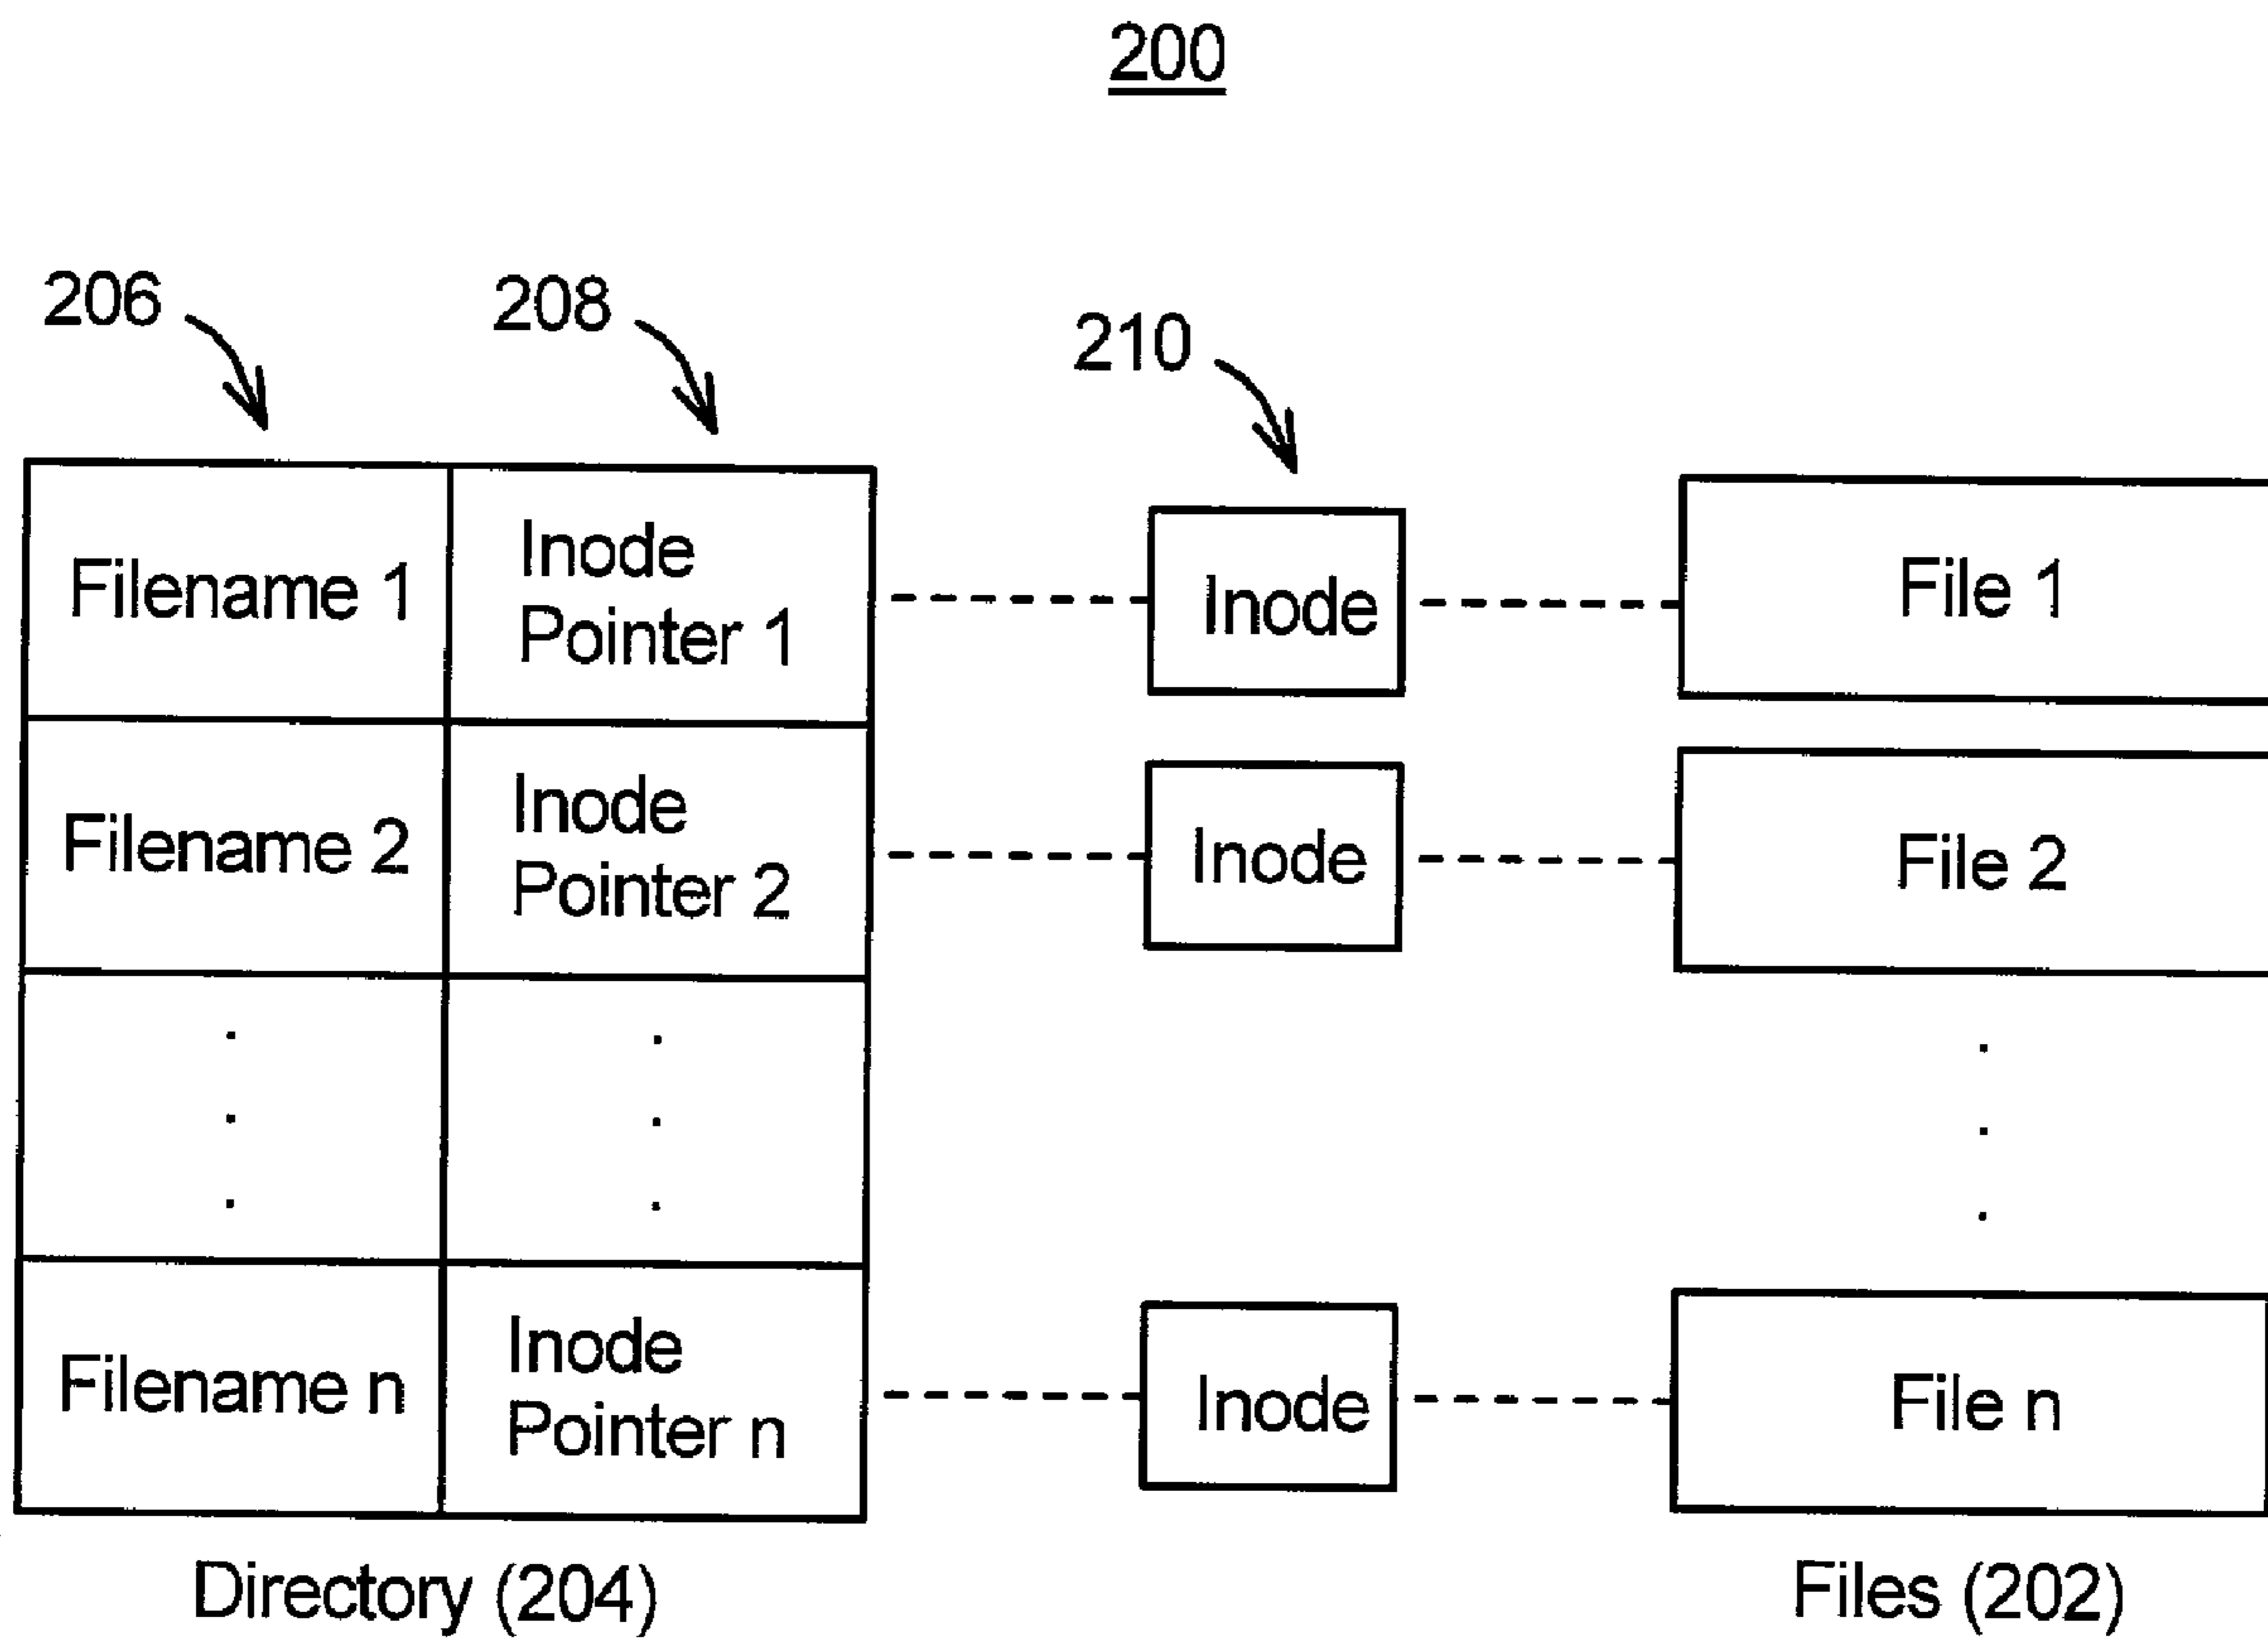 200
206
208
210
Filename 1
Inode
Pointer 1
Inode
File 1
Filename 2
Inode
Pointer 2
Inode
File 2
Filename n
Inode
Pointer n
Inode
File n
Directory (204)
Files (202)